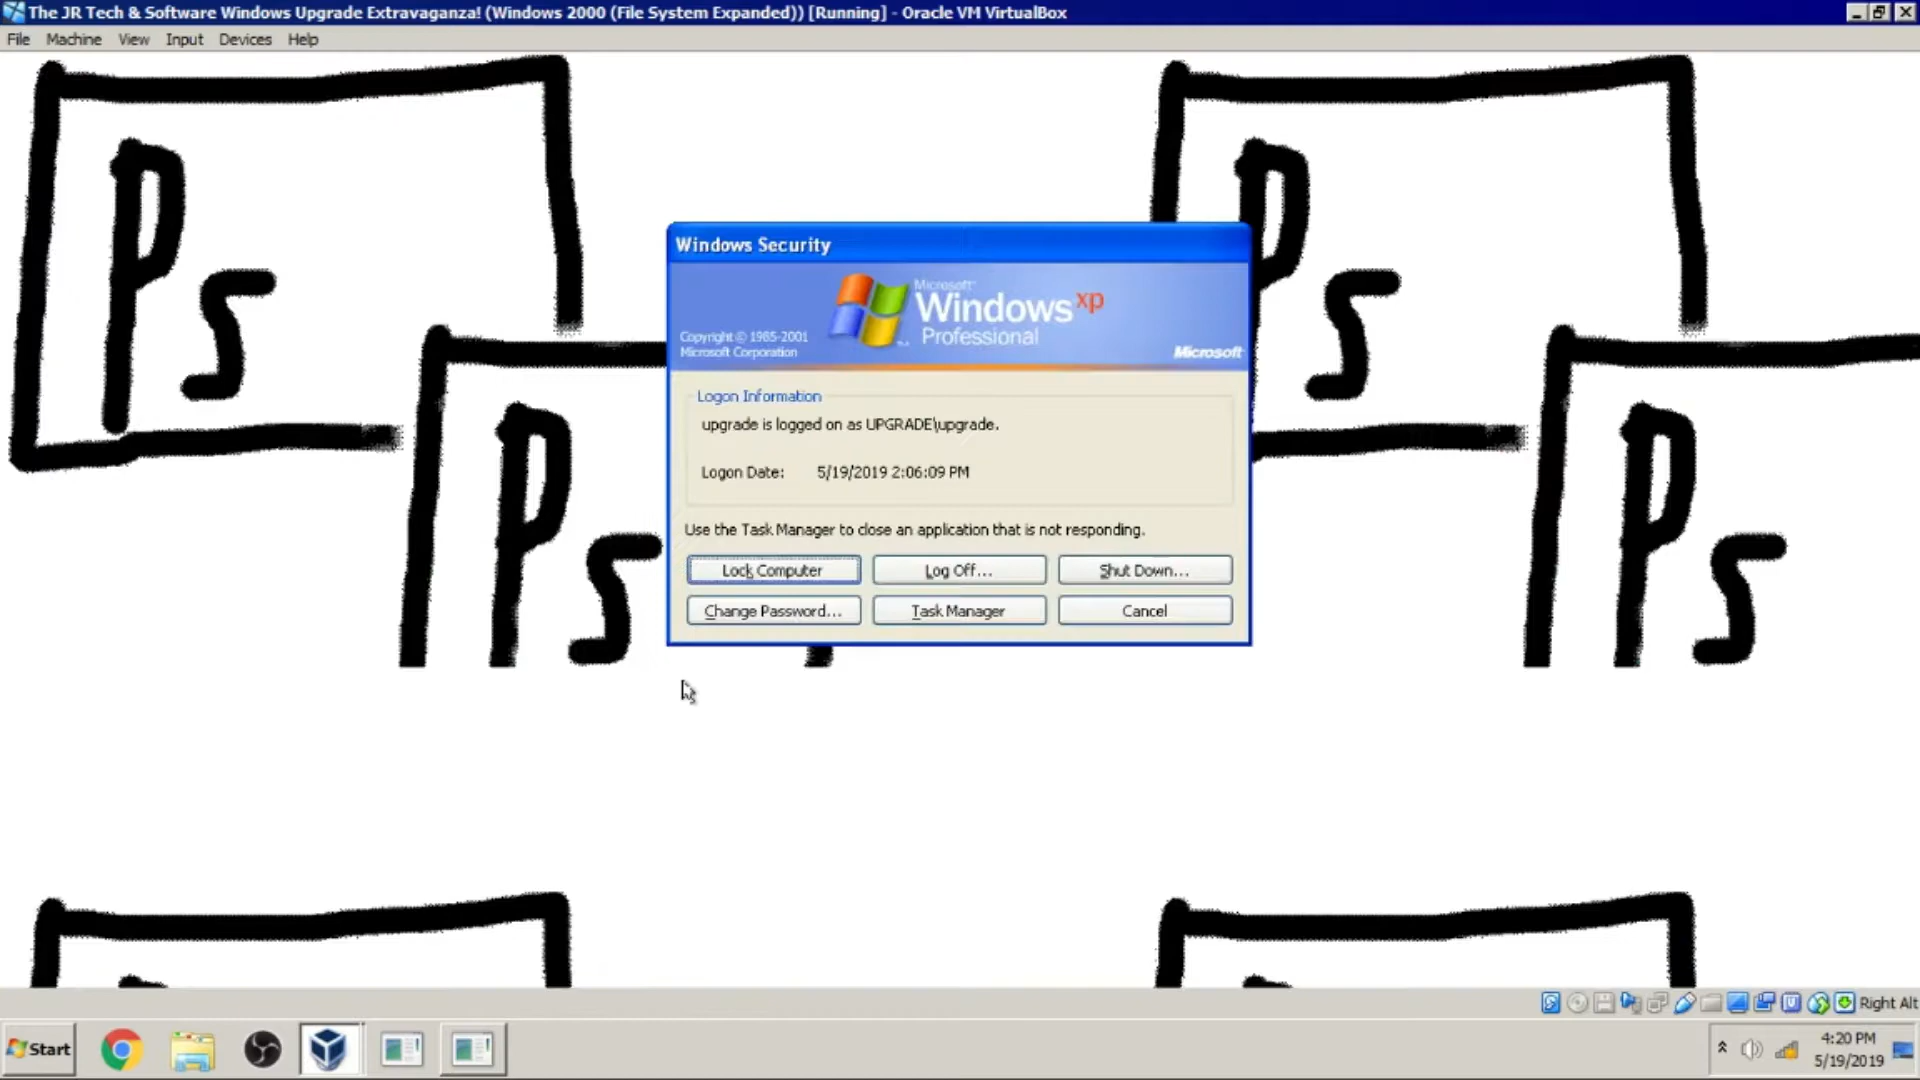 The JR Tech & Software Windows Upgrade Extravaganza! (Windows 2000 (File System Expanded)) [Running] - Oracle VM VirtualBox
File Machine View Input Devices Help
Ps
Ps
Ps
Ps
Windows Security
Microsoft
Windows xp
Professional
Copyright © 1985-2001
Microsoft Corporation
Microsoft
Logon Information
upgrade is logged on as UPGRADE\upgrade.
Logon Date: 5/19/2019 2:06:09 PM
Use the Task Manager to close an application that is not responding.
Lock Computer Log Off... Shut Down...
Change Password... Task Manager Cancel
Right Alt
Start
4:20 PM
5/19/2019